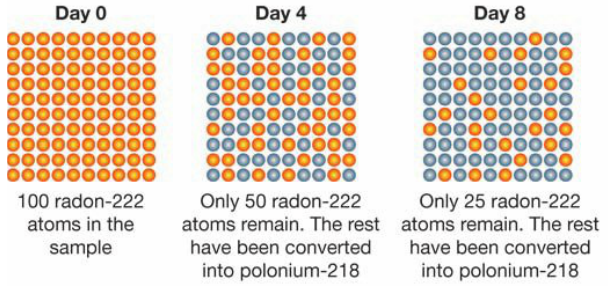 Day 0
100 radon-222
atoms in the
sample
Day 4
Only 50 radon-222
atoms remain. The rest
have been converted
into polonium-218
Day 8
Only 25 radon-222
atoms remain. The rest
have been converted
into polonium-218